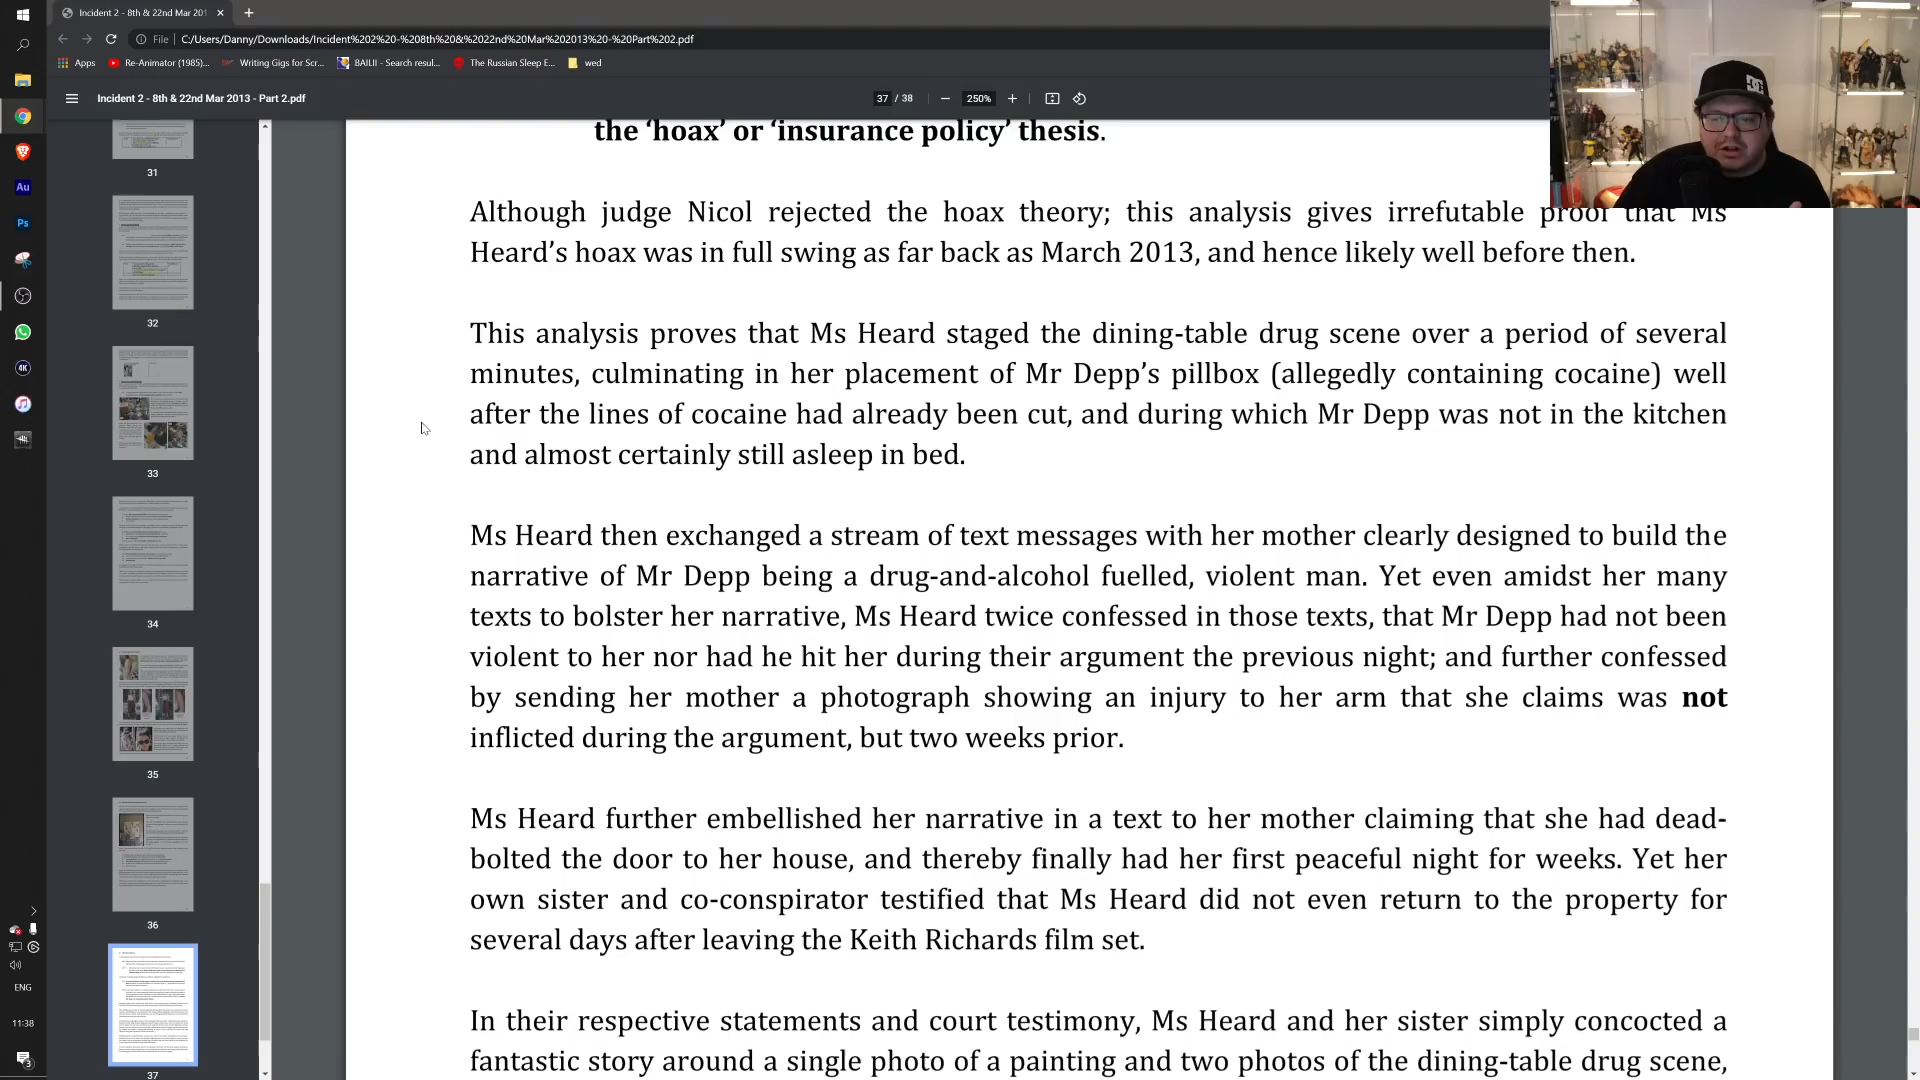 Incident 2 - 8th & 22nd Mar 201
File C:/Users/Danny/Downloads/Incident%202%20-%208th%20&%2022nd%20Mar%202013%20-%20Part%202.pdf
Apps Re-Animator (1985)... Writing Gigs for Scr... BAILII - Search resul... The Russian Sleep E... wed
Incident 2 - 8th & 22nd Mar 2013 - Part 2.pdf 37 / 38 250%
the ‘hoax’ or ‘insurance policy’ thesis.
Although judge Nicol rejected the hoax theory; this analysis gives irrefutable proof that Ms
Heard’s hoax was in full swing as far back as March 2013, and hence likely well before then.
This analysis proves that Ms Heard staged the dining-table drug scene over a period of several
minutes, culminating in her placement of Mr Depp’s pillbox (allegedly containing cocaine) well
after the lines of cocaine had already been cut, and during which Mr Depp was not in the kitchen
and almost certainly still asleep in bed.
Ms Heard then exchanged a stream of text messages with her mother clearly designed to build the
narrative of Mr Depp being a drug-and-alcohol fuelled, violent man. Yet even amidst her many
texts to bolster her narrative, Ms Heard twice confessed in those texts, that Mr Depp had not been
violent to her nor had he hit her during their argument the previous night; and further confessed
by sending her mother a photograph showing an injury to her arm that she claims was not
inflicted during the argument, but two weeks prior.
Ms Heard further embellished her narrative in a text to her mother claiming that she had dead-
bolted the door to her house, and thereby finally had her first peaceful night for weeks. Yet her
own sister and co-conspirator testified that Ms Heard did not even return to the property for
several days after leaving the Keith Richards film set.
In their respective statements and court testimony, Ms Heard and her sister simply concocted a
fantastic story around a single photo of a painting and two photos of the dining-table drug scene,
31
32
33
34
35
36
37
Au
Ps
4K
ENG
11:38
3